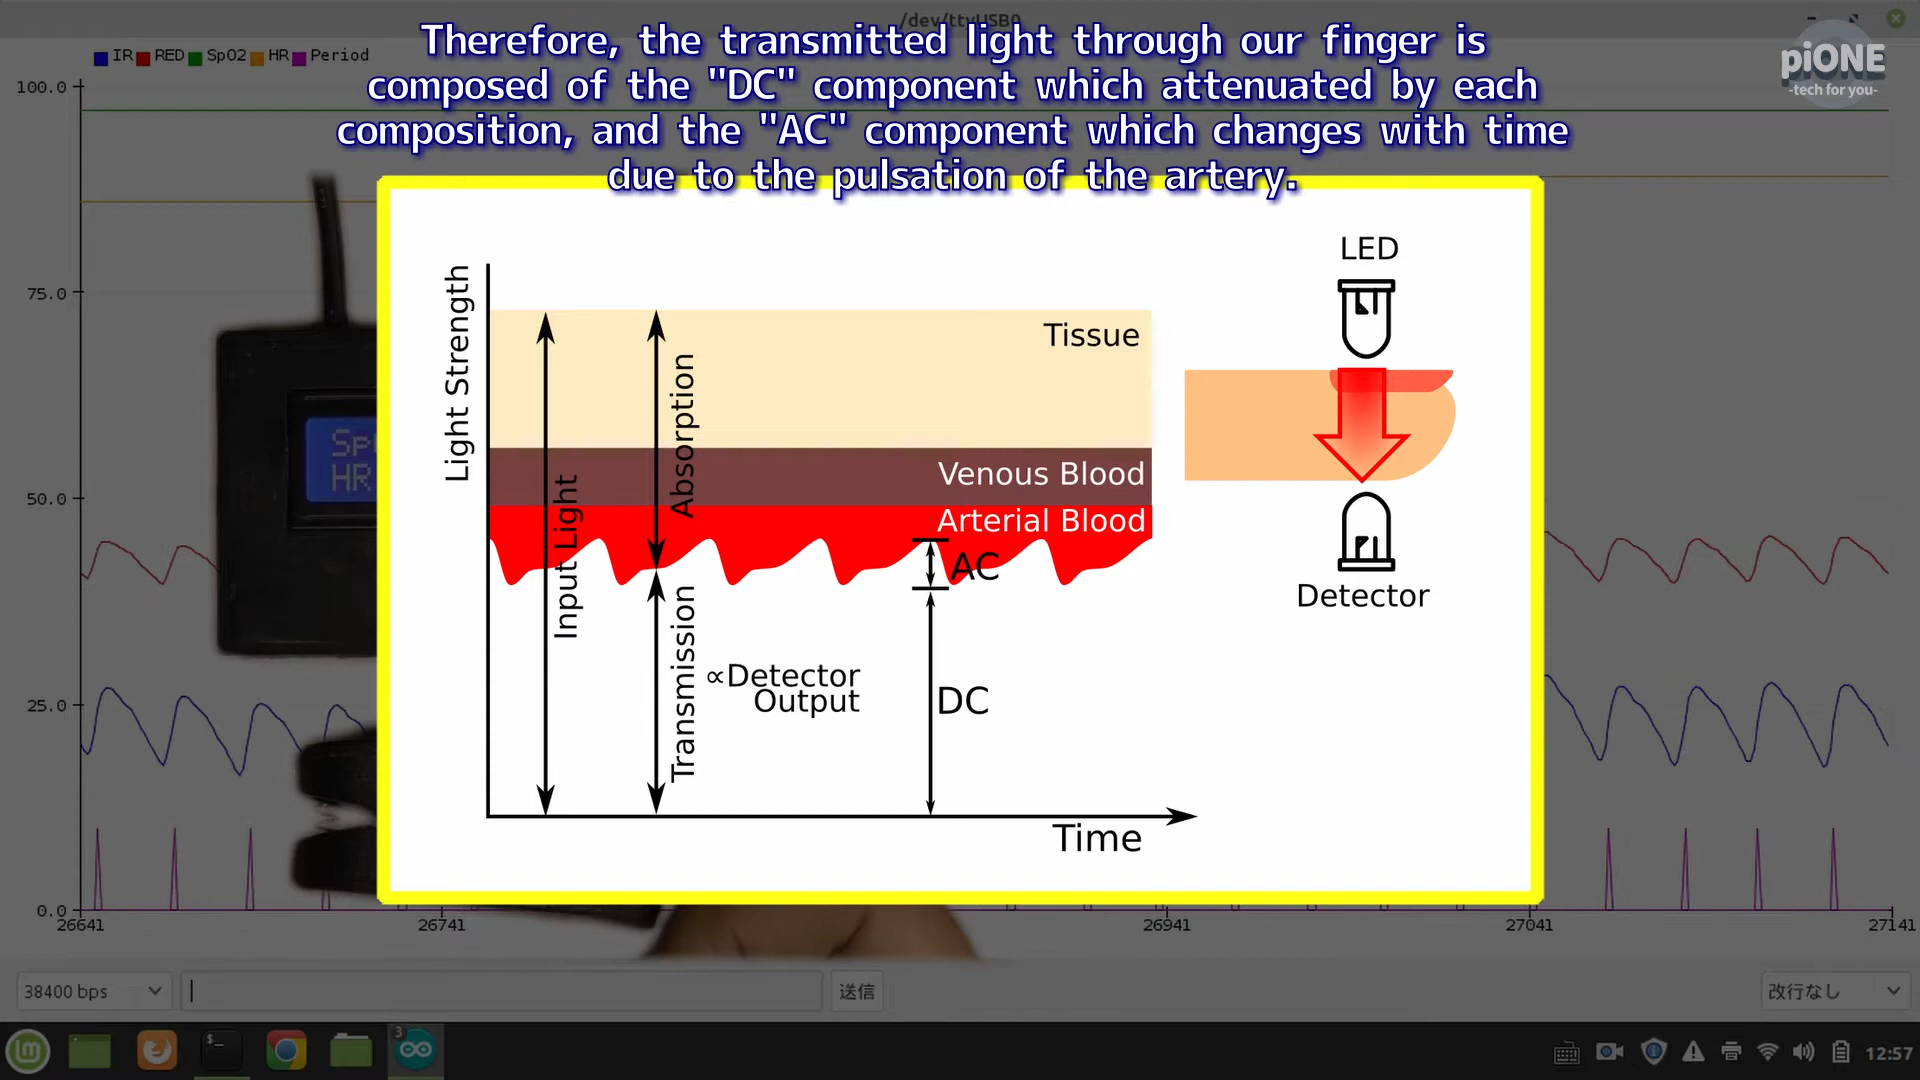 /dev/ttyUSB0
Therefore, the transmitted light through our finger is
composed of the "DC" component which attenuated by each
composition, and the "AC" component which changes with time
due to the pulsation of the artery.
piONE
-tech for you-
IR RED SpO2 HR Period
100.0
75.0
50.0
25.0
0.0
Sp
HR
Light Strength
Tissue
Venous Blood
Arterial Blood
Absorption
Input Light
Transmission
∝Detector
Output
AC
DC
Time
LED
Detector
26641
26741
26941
27041
27141
38400 bps
送信
改行なし
3
12:57